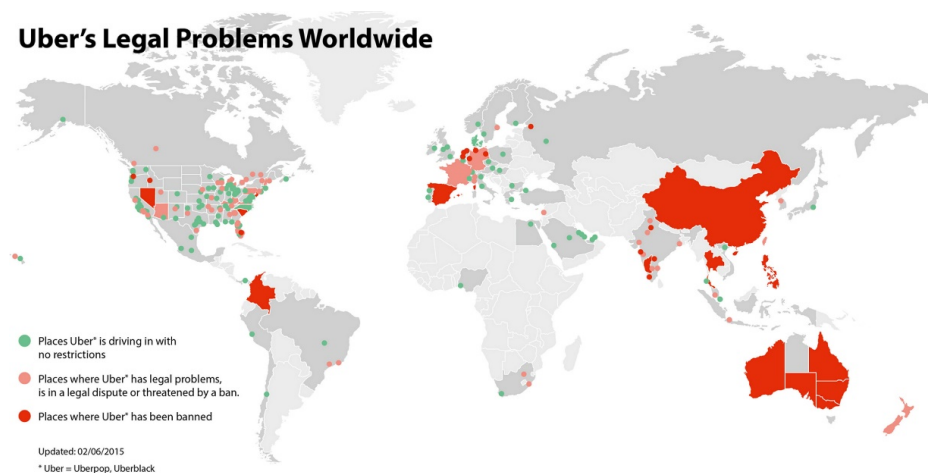 Uber's Legal Problems Worldwide
Places Uber* is driving in with
no restrictions
Places where Uber* has legal problems,
is in a legal dispute or threatened by a ban.
Places where Uber* has been banned
Updated: 02/06/2015
* Uber = Uberpop, Uberblack